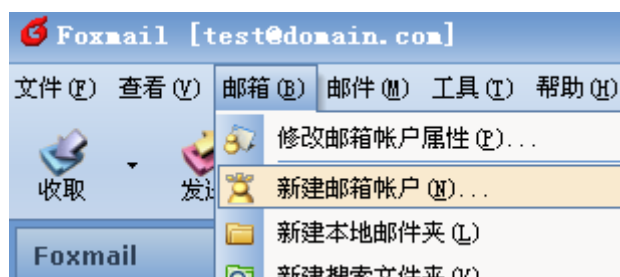 Foxmail [test@domain.com]
文件(F) 查看(V) 邮箱(B) 邮件(M) 工具(T) 帮助(H)
修改邮箱帐户属性(P)...
收取
新建邮箱帐户(N)...
新建本地邮件夹(L)
Foxmail